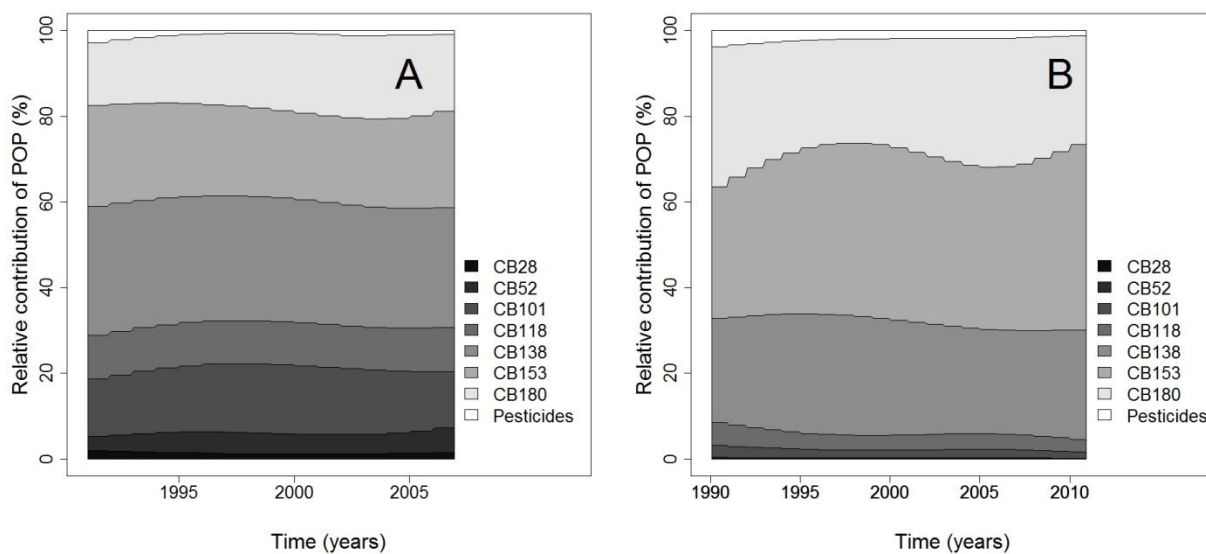 A
Relative contribution of POP (%)
0
20
40
60
80
100
1995
2000
2005
Time (years)
CB28
CB52
CB101
CB118
CB138
CB153
CB180
Pesticides
B
Relative contribution of POP (%)
0
20
40
60
80
100
1990
1995
2000
2005
2010
Time (years)
CB28
CB52
CB101
CB118
CB138
CB153
CB180
Pesticides